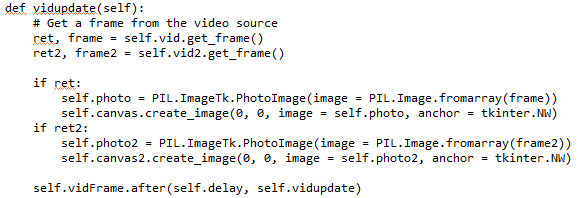 def vidupdate(self):
# Get a frame from the video source
ret, frame = self.vid.get_frame()
ret2, frame2 = self.vid2.get_frame()
if ret:
self.photo = PIL.ImageTk.PhotoImage(image = PIL.Image.fromarray(frame))
self.canvas.create_image(0, 0, image = self.photo, anchor = tkinter.NW)
if ret2:
self.photo2 = PIL.ImageTk.PhotoImage(image = PIL.Image.fromarray(frame2))
self.canvas2.create_image(0, 0, image = self.photo2, anchor = tkinter.NW)
self.vidFrame.after(self.delay, self.vidupdate)